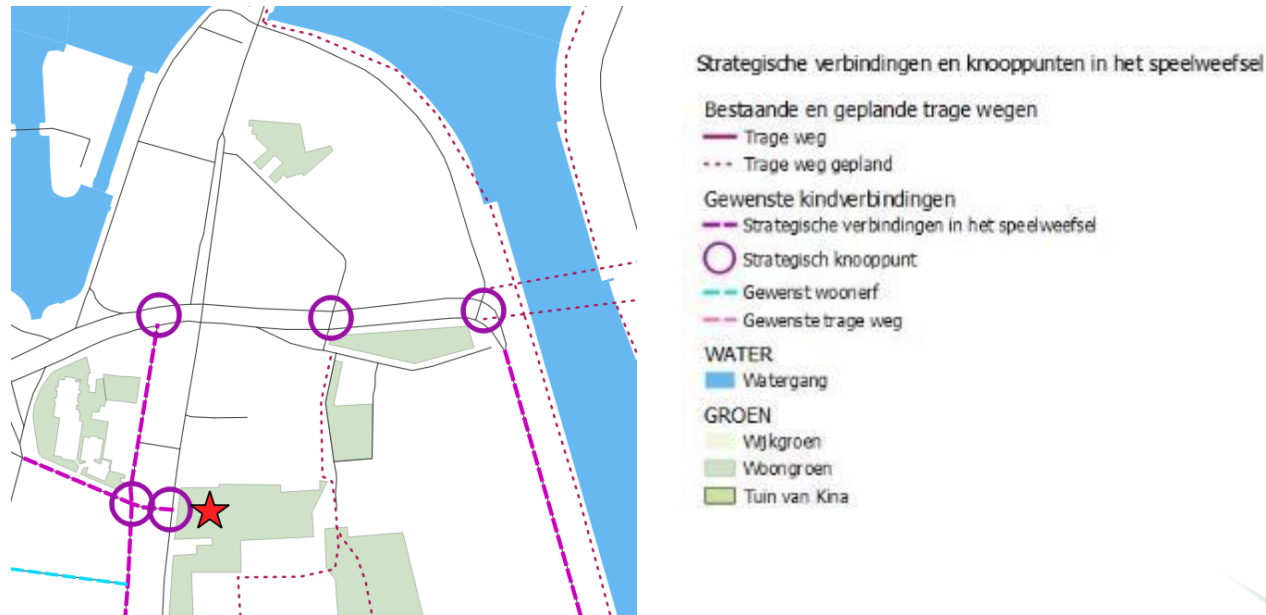 Strategische verbindingen en knooppunten in het speelweefsel
Bestaande en geplande trage wegen
Trage weg
Trage weg gepland
Gewenste kindverbindingen
Strategische verbindingen in het speelweefsel
Strategisch knooppunt
Gewenst woonerf
Gewenste trage weg
WATER
Watergang
GROEN
Wijkgroen
Woongroen
Tuin van Kina